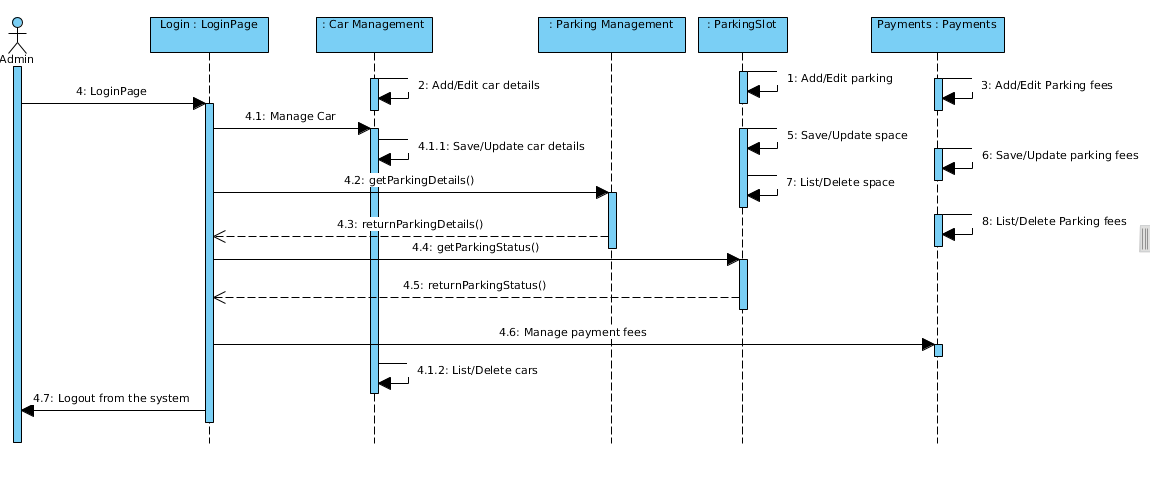 Login : LoginPage
: Car Management
: Parking Management
: ParkingSlot
Payments : Payments
Admin
1: Add/Edit parking
2: Add/Edit car details
3: Add/Edit Parking fees
4: LoginPage
4.1: Manage Car
5: Save/Update space
4.1.1: Save/Update car details
6: Save/Update parking fees
4.2: getParkingDetails()
7: List/Delete space
4.3: returnParkingDetails()
8: List/Delete Parking fees
4.4: getParkingStatus()
4.5: returnParkingStatus()
4.6: Manage payment fees
4.1.2: List/Delete cars
4.7: Logout from the system